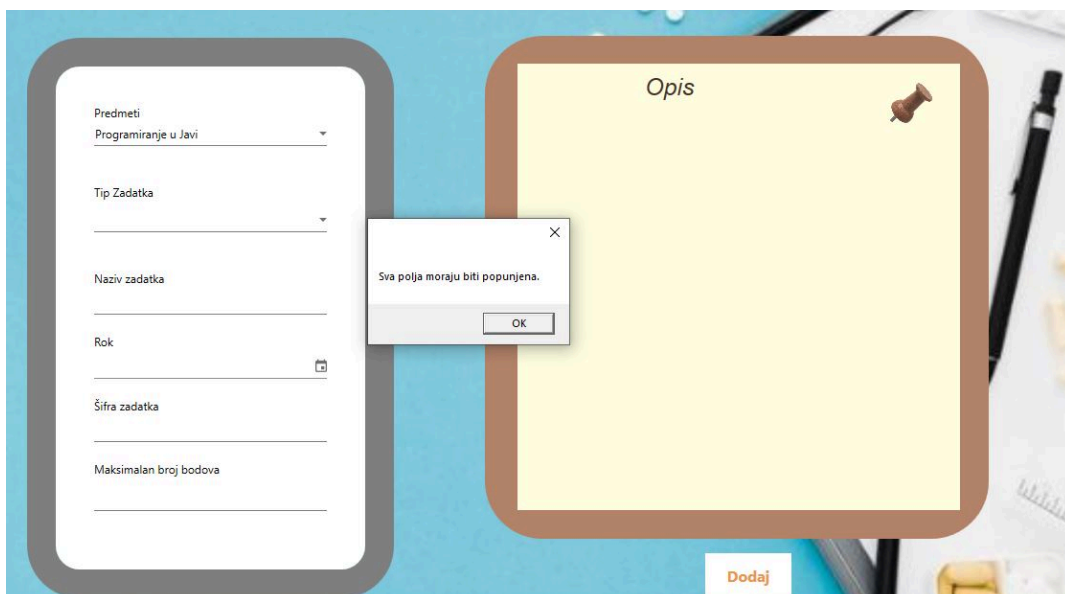 Predmeti
Programiranje u Javi
Tip Zadatka
Naziv zadatka
Rok
Šifra zadatka
Maksimalan broj bodova
Sva polja moraju biti popunjena.
OK
Opis
Dodaj